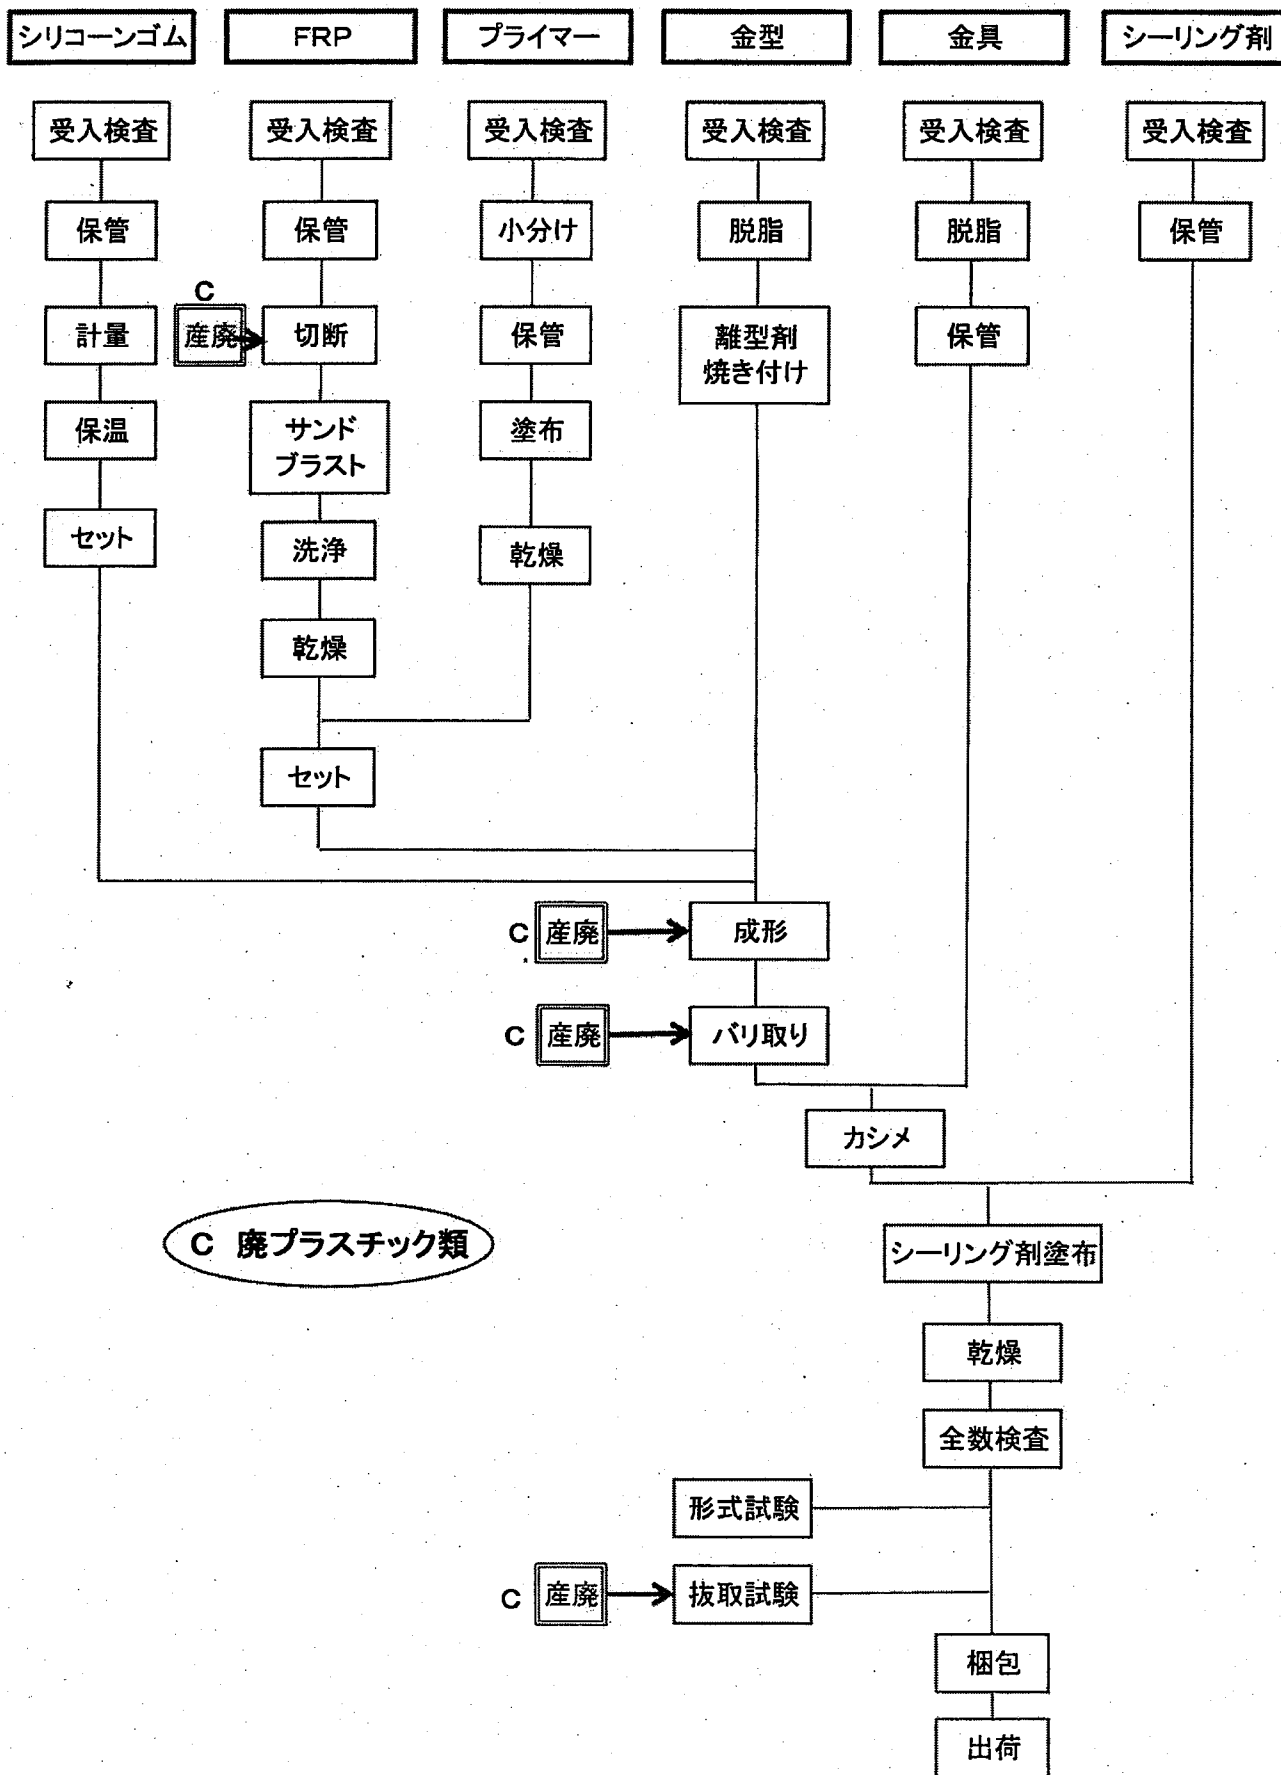 シリコーンゴム
FRP
プライマー
金型
金具
シーリング剤
受入検査
受入検査
受入検査
受入検査
受入検査
受入検査
保管
保管
小分け
脱脂
脱脂
保管
C
計量
産廃
切断
保管
離型剤
焼き付け
保管
保温
サンド
ブラスト
塗布
セット
洗浄
乾燥
乾燥
セット
C
産廃
成形
C
産廃
バリ取り
カシメ
C 廃プラスチック類
シーリング剤塗布
乾燥
全数検査
形式試験
C
産廃
抜取試験
梱包
出荷